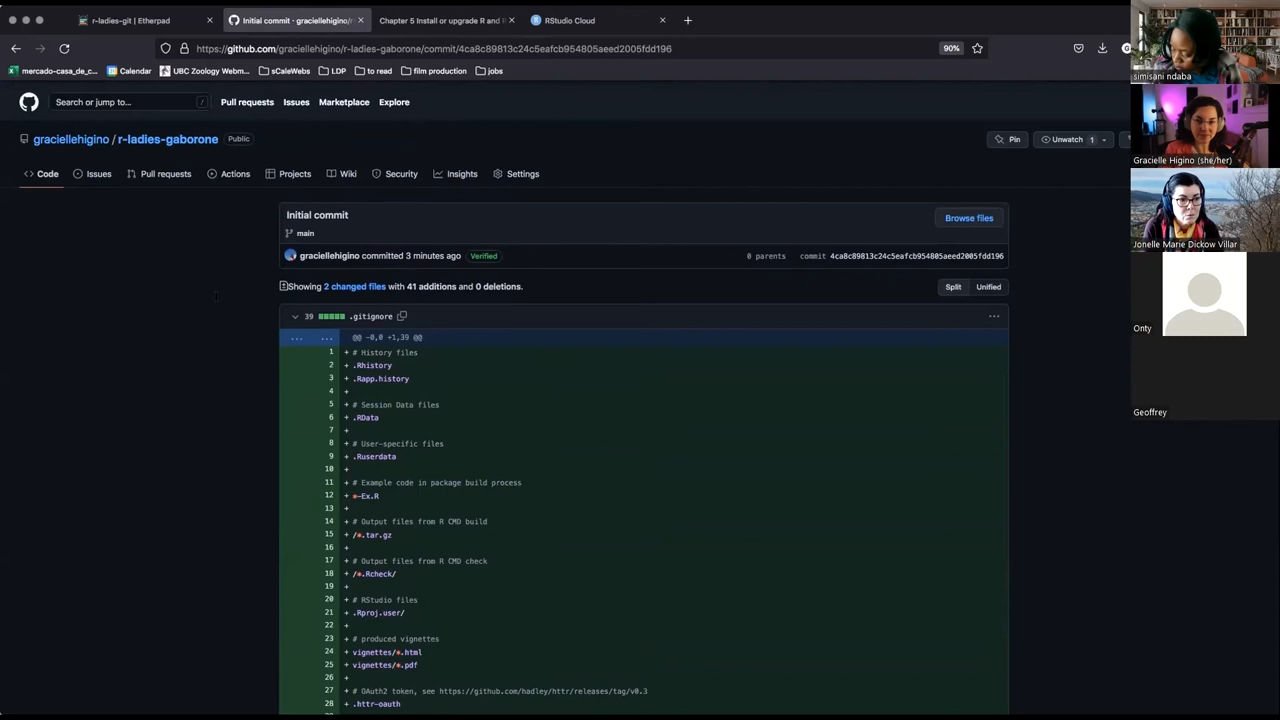 r-ladies-git | Etherpad
Initial commit · graciellehigino/r
Chapter 5 Install or upgrade R and
RStudio Cloud
https://github.com/graciellehigino/r-ladies-gaborone/commit/4ca8c89813c24c5eafcb954805aeed2005fdd196
90%
mercado-casa_de_c...
Calendar
UBC Zoology Webm...
sCaleWebs
LDP
to read
film production
jobs
Search or jump to...
/
Pull requests
Issues
Marketplace
Explore
graciellehigino / r-ladies-gaborone
Public
Pin
Unwatch 1
Code
Issues
Pull requests
Actions
Projects
Wiki
Security
Insights
Settings
Initial commit
Browse files
main
graciellehigino committed 3 minutes ago
Verified
0 parents
commit 4ca8c89813c24c5eafcb954805aeed2005fdd196
Showing 2 changed files with 41 additions and 0 deletions.
Split
Unified
39
.gitignore
...
... ... @@ -0,0 +1,39 @@
1 + # History files
2 + .Rhistory
3 + .Rapp.history
4 +
5 + # Session Data files
6 + .RData
7 +
8 + # User-specific files
9 + .Ruserdata
10 +
11 + # Example code in package build process
12 + *-Ex.R
13 +
14 + # Output files from R CMD build
15 + /*.tar.gz
16 +
17 + # Output files from R CMD check
18 + /*.Rcheck/
19 +
20 + # RStudio files
21 + .Rproj.user/
22 +
23 + # produced vignettes
24 + vignettes/*.html
25 + vignettes/*.pdf
26 +
27 + # OAuth2 token, see https://github.com/hadley/httr/releases/tag/v0.3
28 + .httr-oauth
simisani ndaba
Gracielle Higino (she/her)
Jonelle Marie Dickow Villar
Onty
Geoffrey